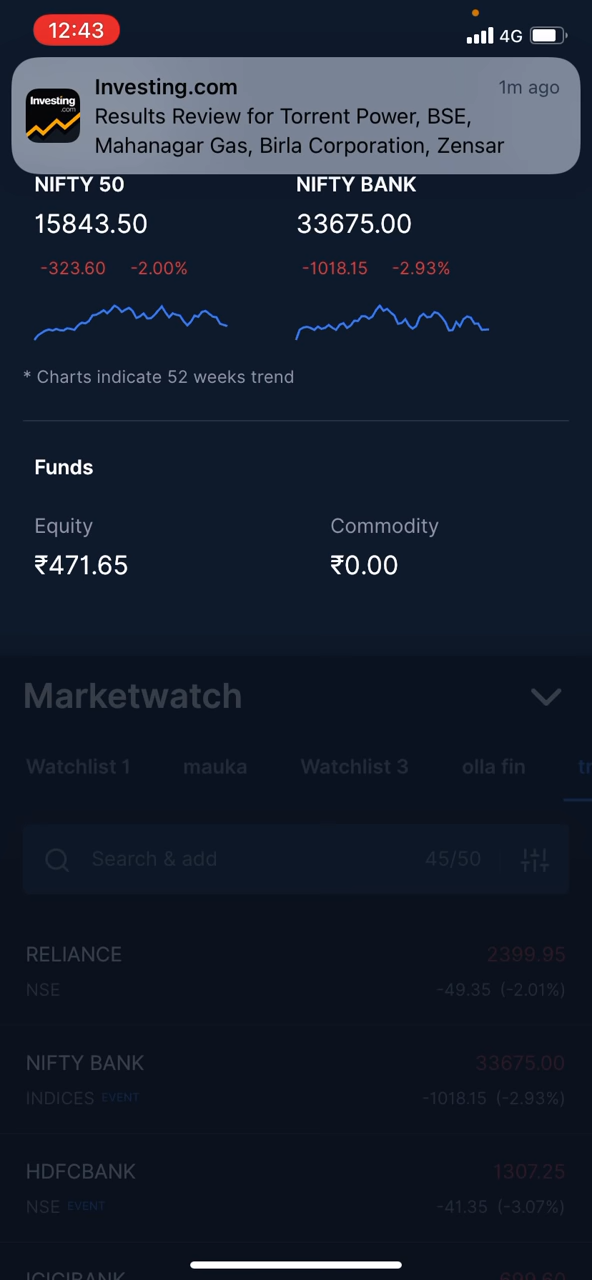 12:43
4G
Investing.com
1m ago
Investing
.com
Results Review for Torrent Power, BSE,
Mahanagar Gas, Birla Corporation, Zensar
NIFTY 50
NIFTY BANK
15843.50
33675.00
-323.60 -2.00%
-1018.15 -2.93%
* Charts indicate 52 weeks trend
Funds
Equity
Commodity
₹471.65
₹0.00
Marketwatch
Watchlist 1 mauka Watchlist 3 olla fin tr
Search & add 45/50
RELIANCE 2399.95
NSE -49.35 (-2.01%)
NIFTY BANK 33675.00
INDICES EVENT -1018.15 (-2.93%)
HDFCBANK 1307.25
NSE EVENT -41.35 (-3.07%)
ICICIBANK